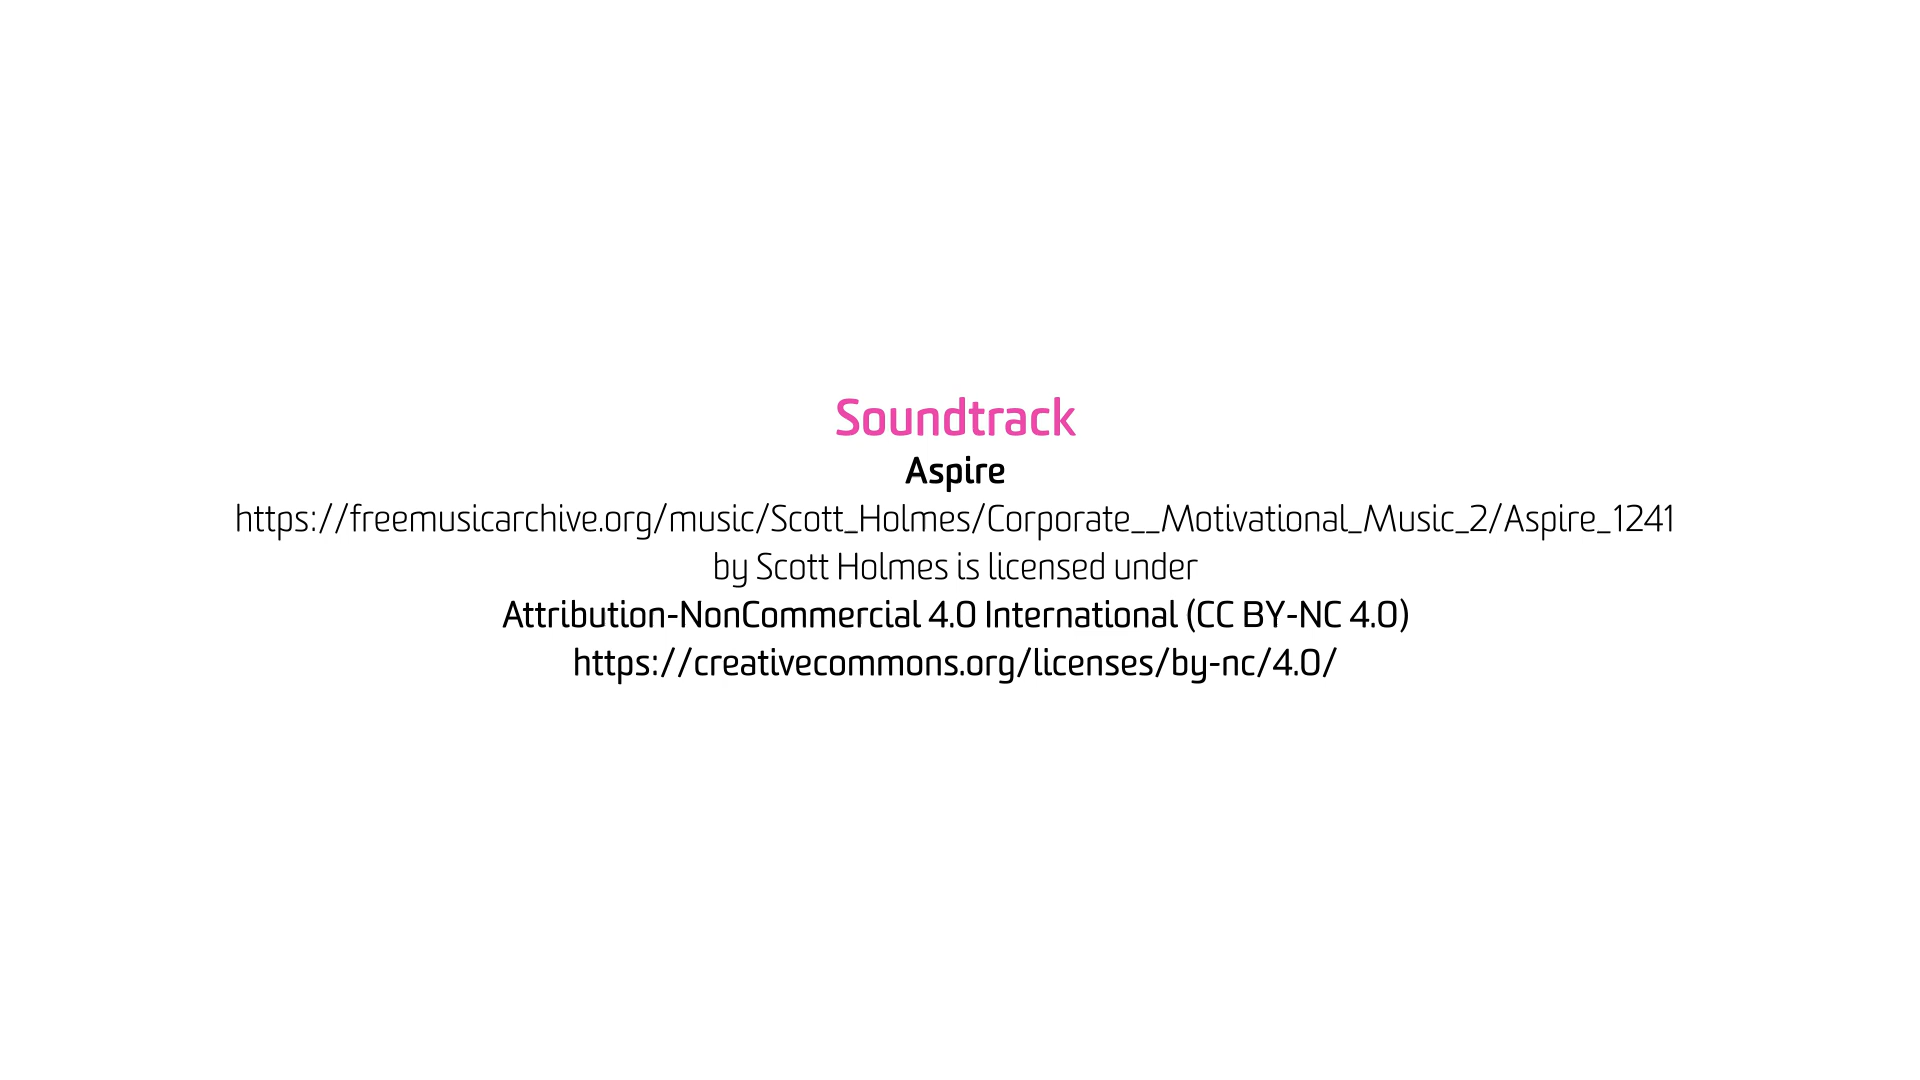 Soundtrack
Aspire
https://freemusicarchive.org/music/Scott_Holmes/Corporate__Motivational_Music_2/Aspire_1241
by Scott Holmes is licensed under
Attribution-NonCommercial 4.0 International (CC BY-NC 4.0)
https://creativecommons.org/licenses/by-nc/4.0/